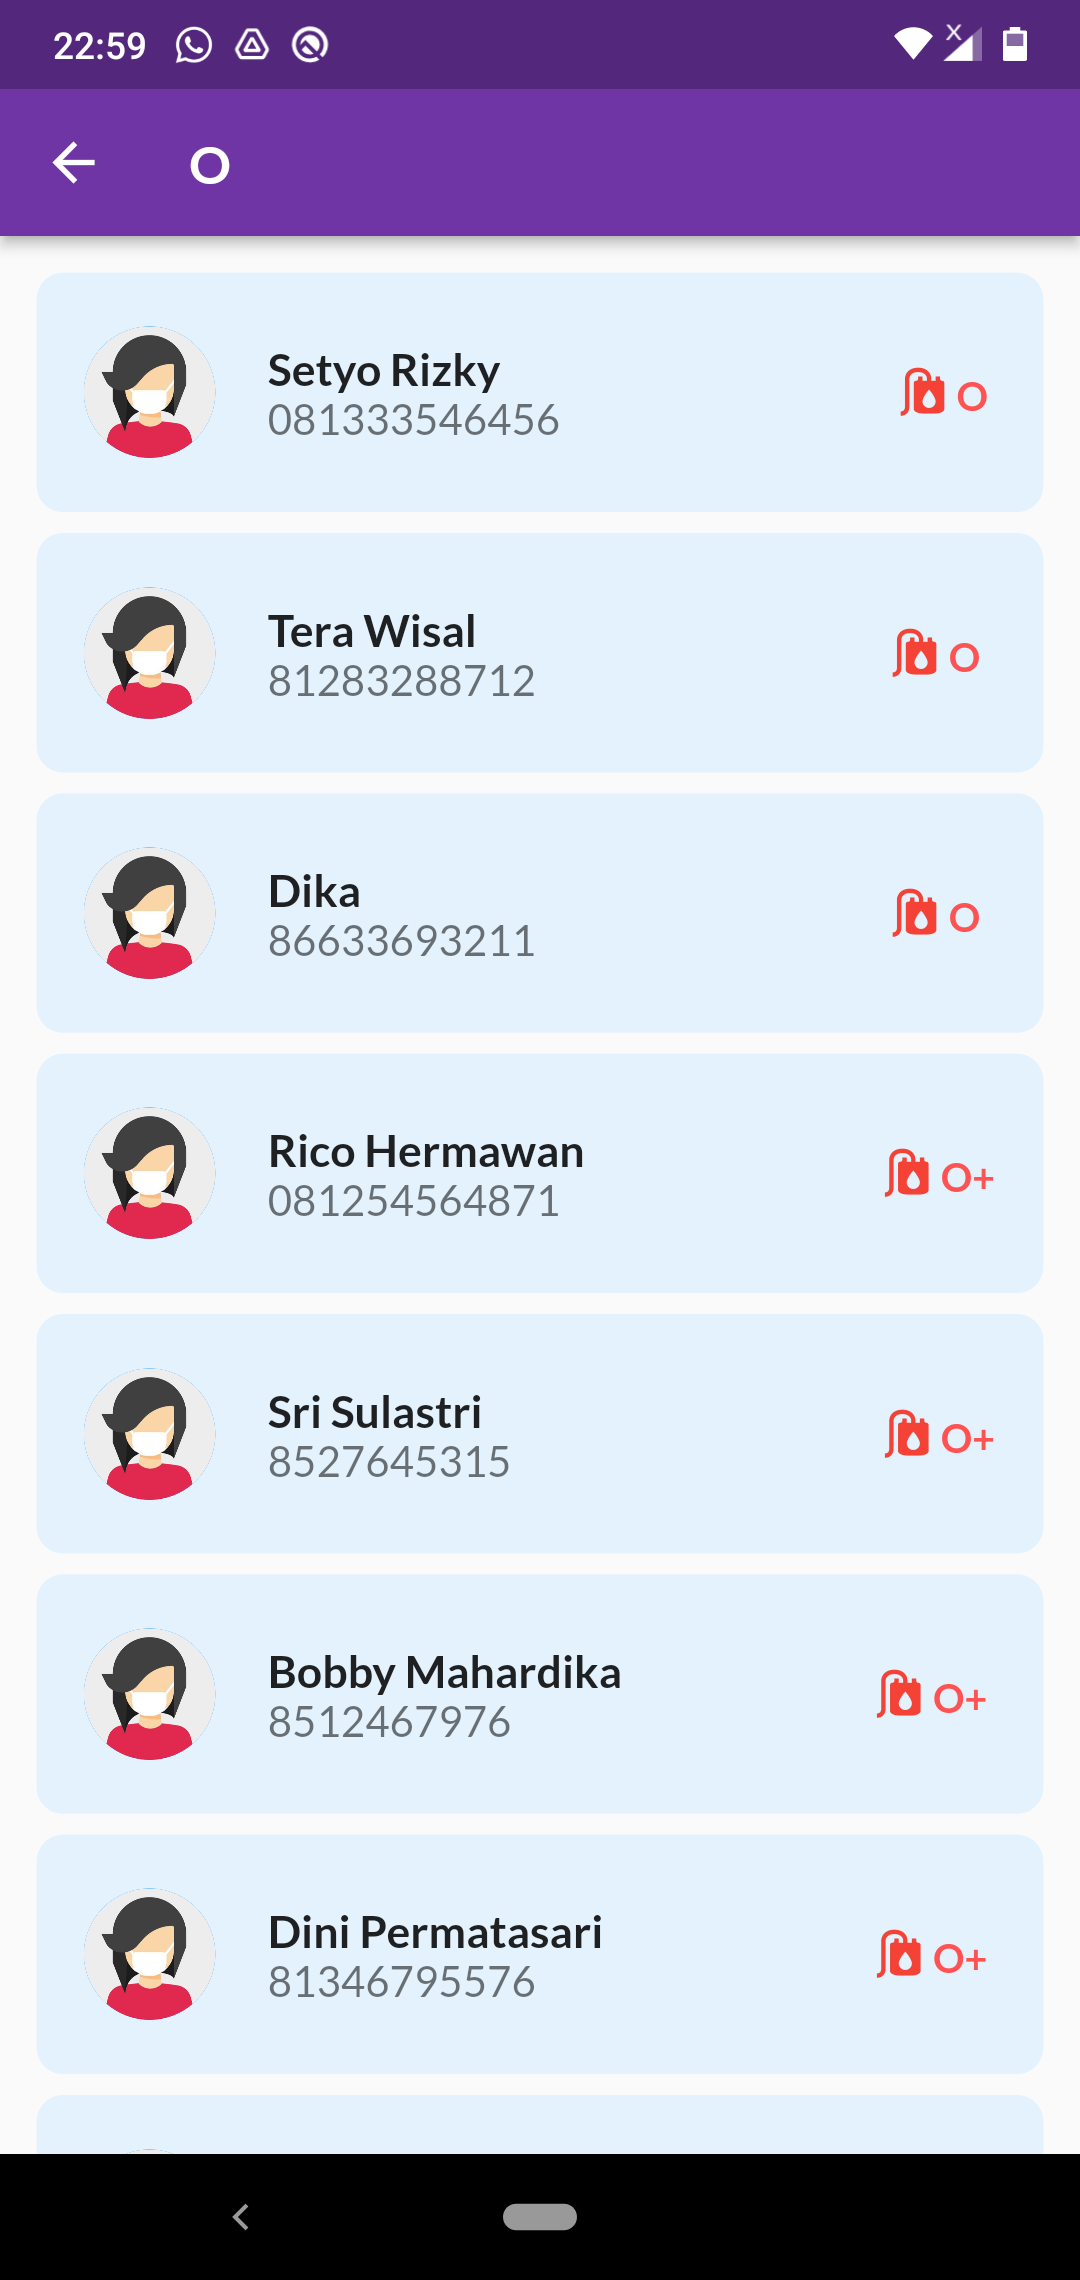 22:59
O
Setyo Rizky
081333546456
O
Tera Wisal
81283288712
O
Dika
86633693211
O
Rico Hermawan
081254564871
O+
Sri Sulastri
8527645315
O+
Bobby Mahardika
8512467976
O+
Dini Permatasari
81346795576
O+